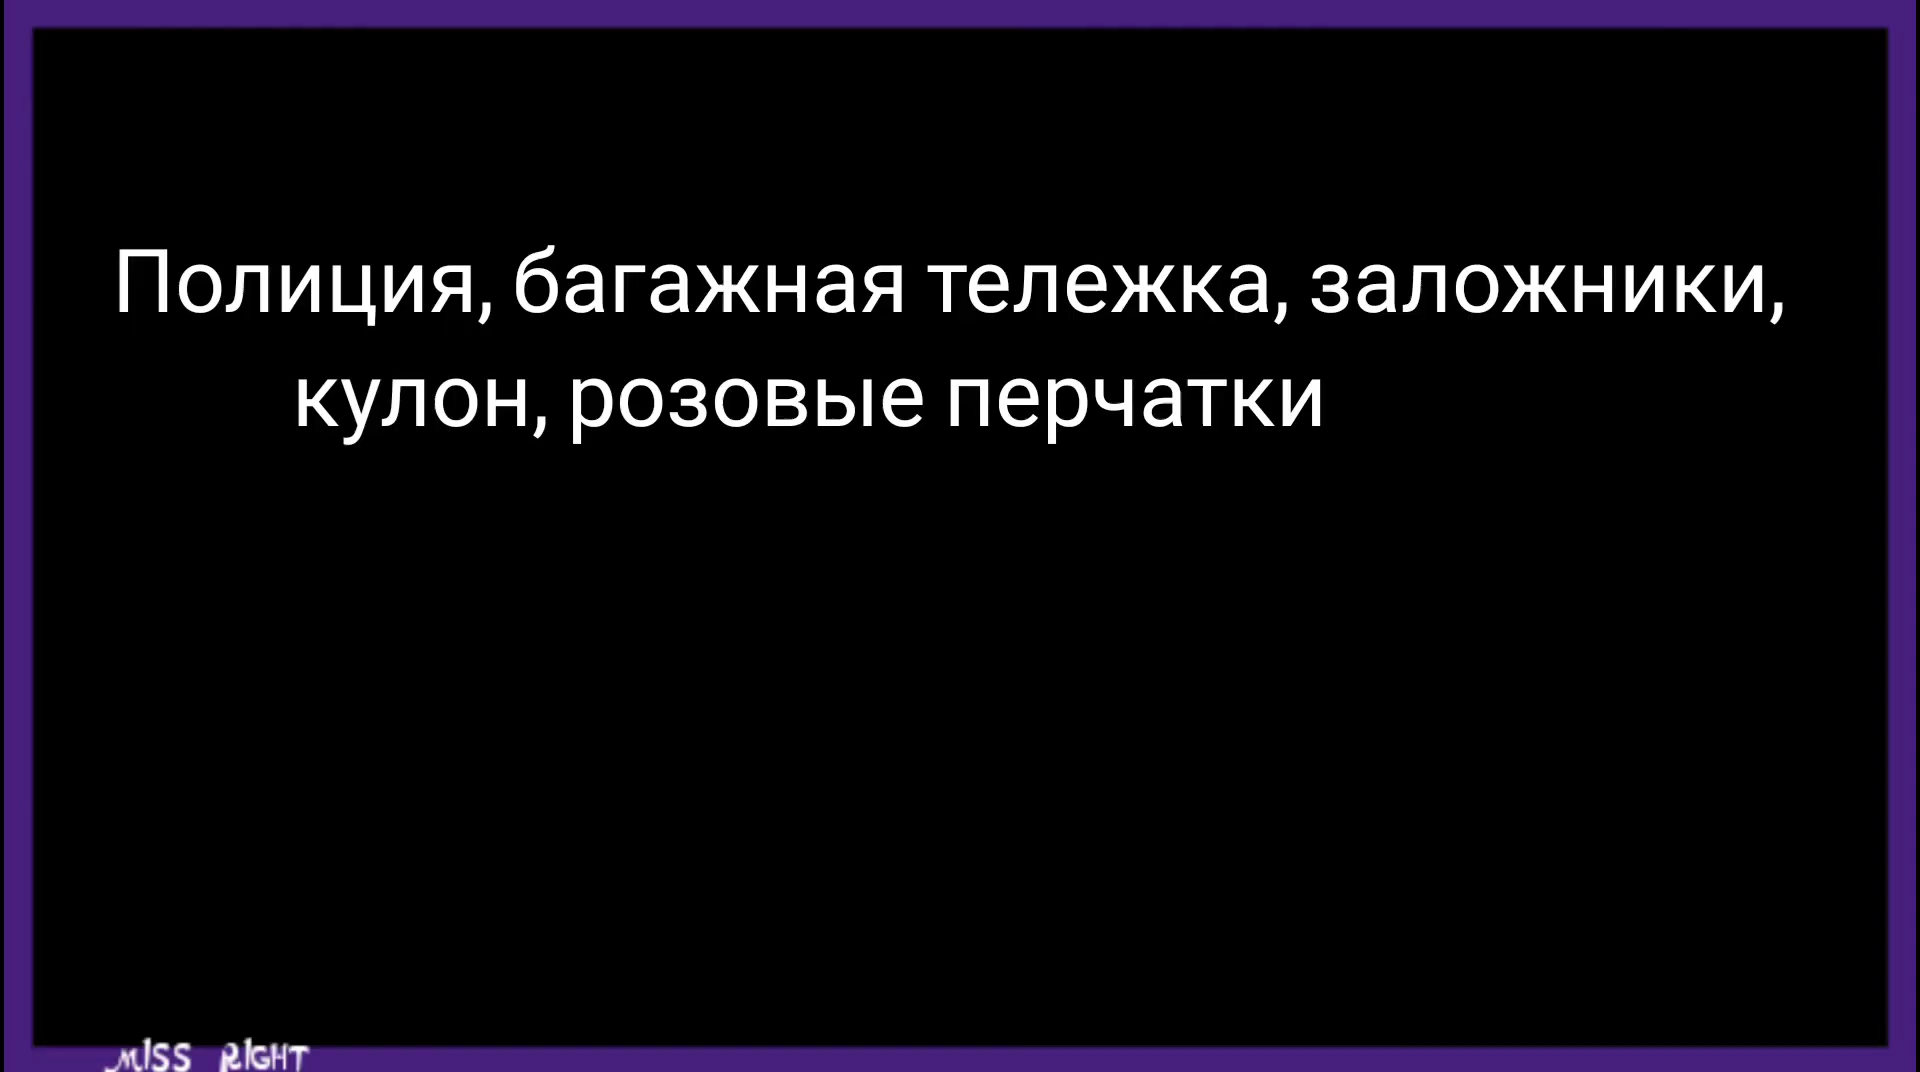 Полиция, багажная тележка, заложники,
кулон, розовые перчатки
MISS RIGHT